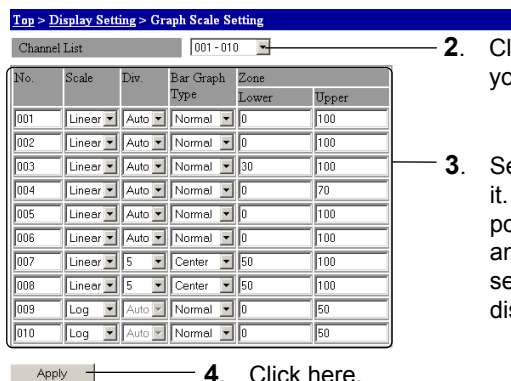 Top > Display Setting > Graph Scale Setting
Channel List 001 - 010
2. Cl
yo
No. Scale Div. Bar Graph Type Zone
Lower Upper
001 Linear Auto Normal 0 100
002 Linear Auto Normal 0 100
003 Linear Auto Normal 30 100
004 Linear Auto Normal 0 70
005 Linear Auto Normal 0 100
006 Linear Auto Normal 0 100
007 Linear 5 Center 50 100
008 Linear 5 Center 50 100
009 Log Auto Normal 0 50
010 Log Auto Normal 0 50
3. Se
it.
po
an
se
dis
Apply
4. Click here.